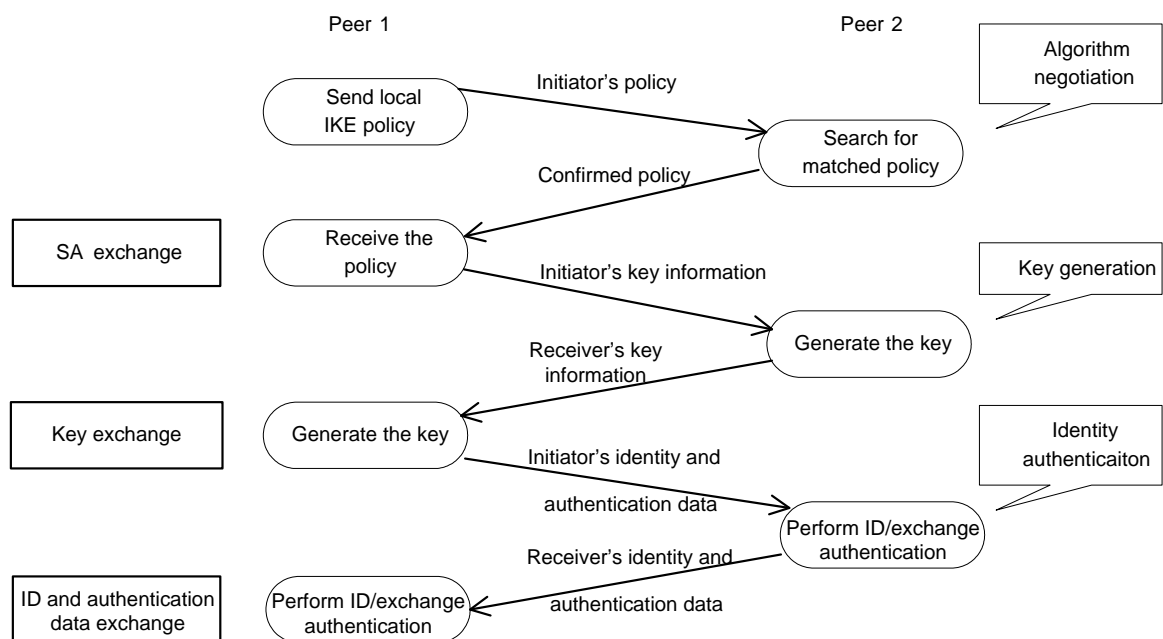 Peer 1
Peer 2
Algorithm
negotiation
Send local
IKE policy
Initiator's policy
Search for
matched policy
Confirmed policy
SA exchange
Receive the
policy
Initiator's key information
Key generation
Generate the key
Receiver's key
information
Key exchange
Generate the key
Initiator's identity and
authentication data
Identity
authenticaiton
Perform ID/exchange
authentication
Receiver's identity and
authentication data
ID and authentication
data exchange
Perform ID/exchange
authentication